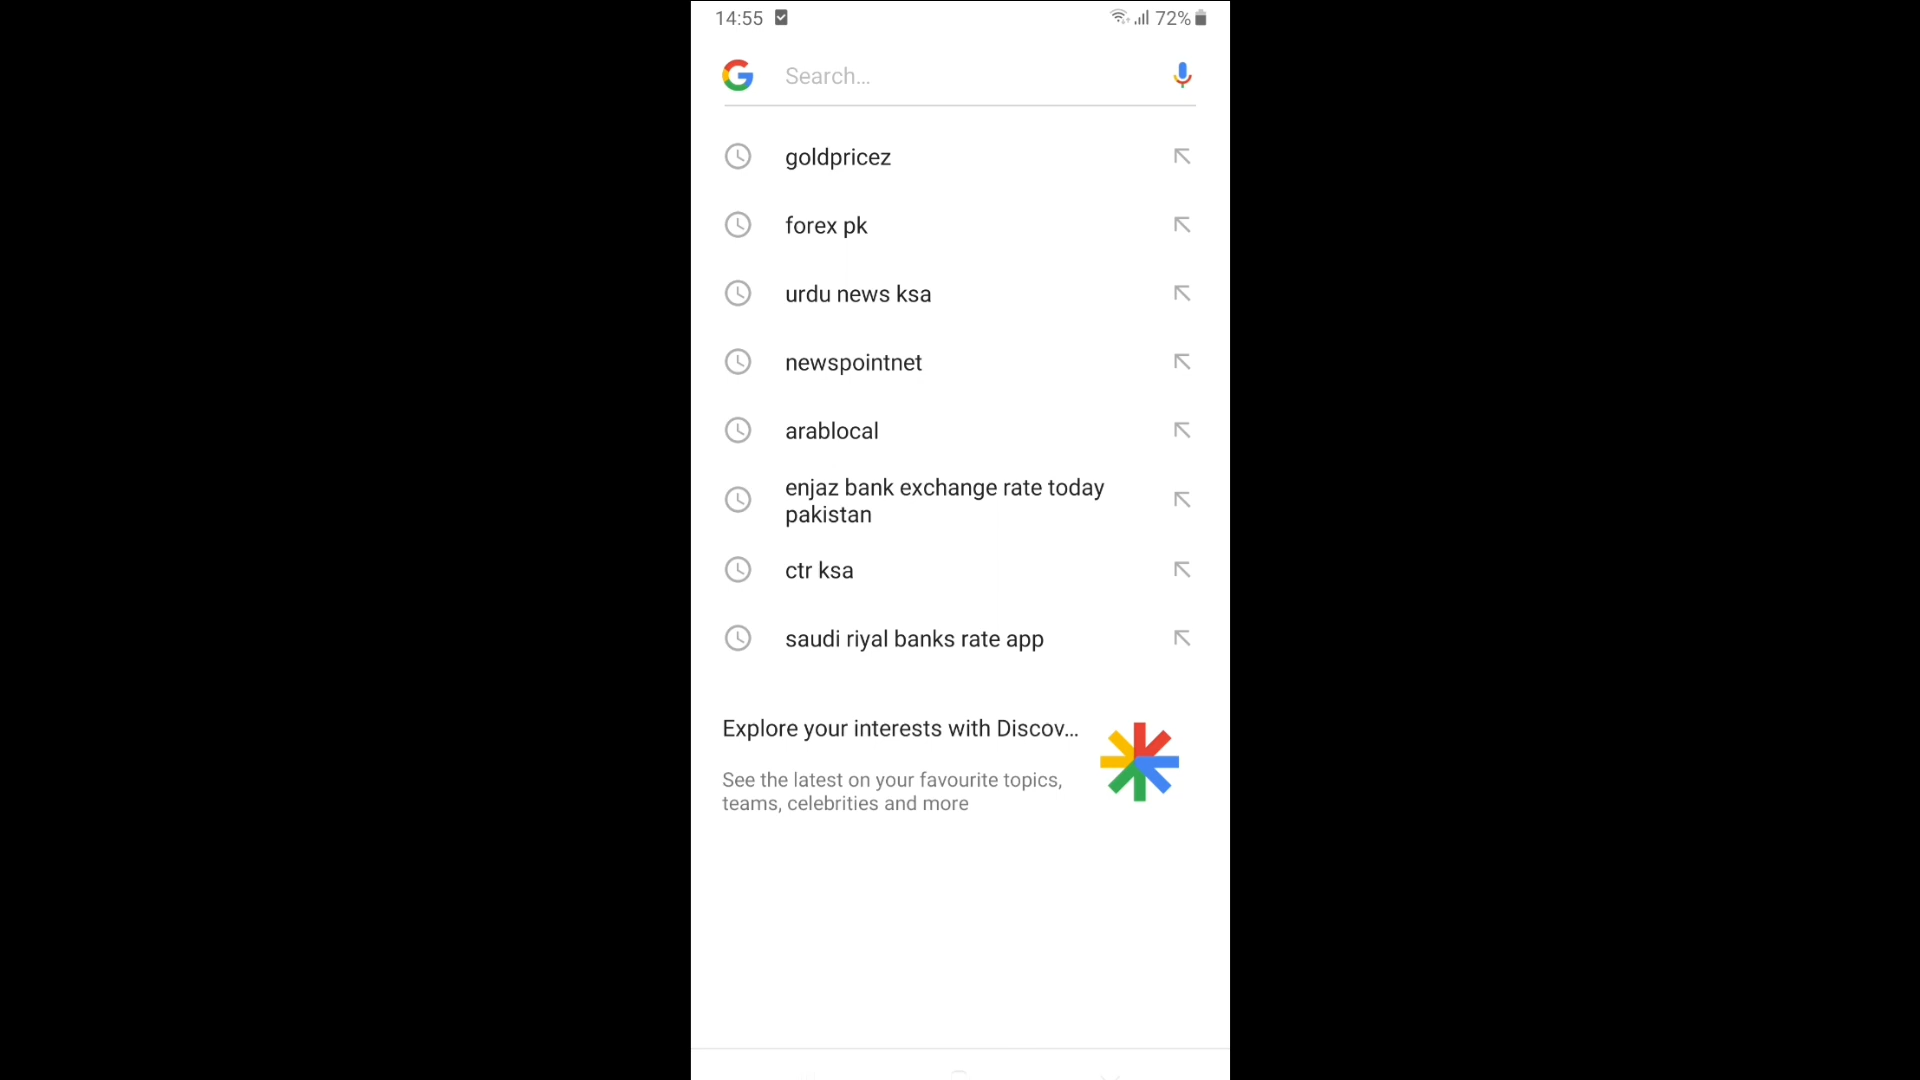 14:55
72%
Search...
goldpricez
forex pk
urdu news ksa
newspointnet
arablocal
enjaz bank exchange rate today
pakistan
ctr ksa
saudi riyal banks rate app
Explore your interests with Discov...
See the latest on your favourite topics,
teams, celebrities and more